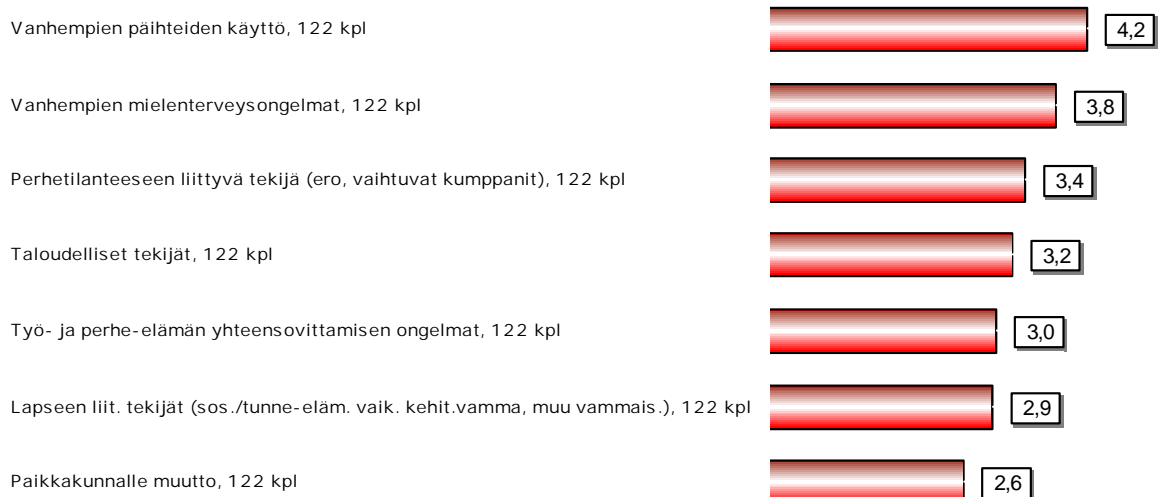 Vanhempien päihteiden käyttö, 122 kpl 4,2
Vanhempien mielenterveysongelmat, 122 kpl 3,8
Perhetilanteeseen liittyvä tekijä (ero, vaihtuvat kumppanit), 122 kpl 3,4
Taloudelliset tekijät, 122 kpl 3,2
Työ- ja perhe-elämän yhteensovittamisen ongelmat, 122 kpl 3,0
Lapseen liit. tekijät (sos./tunne-eläm. vaik. kehit.vamma, muu vammais.), 122 kpl 2,9
Paikkakunnalle muutto, 122 kpl 2,6